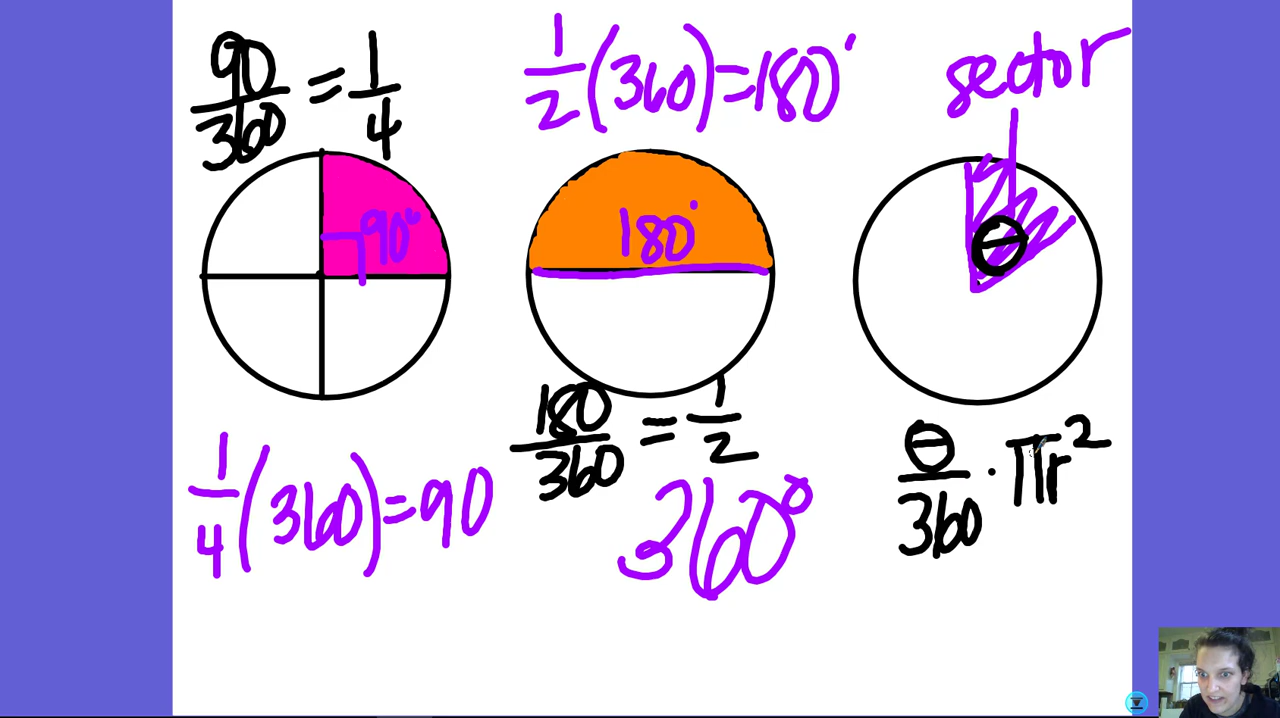 90/360 = 1/4
1/2 (360) = 180°
sector
90°
180°
θ
180/360 = 1/2
θ/360 · πr²
1/4 (360) = 90
360°